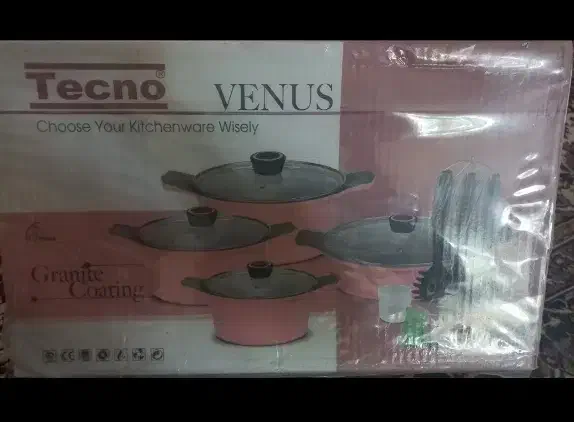 Tecno®
VENUS
Choose Your Kitchenware Wisely
Granite
Coating